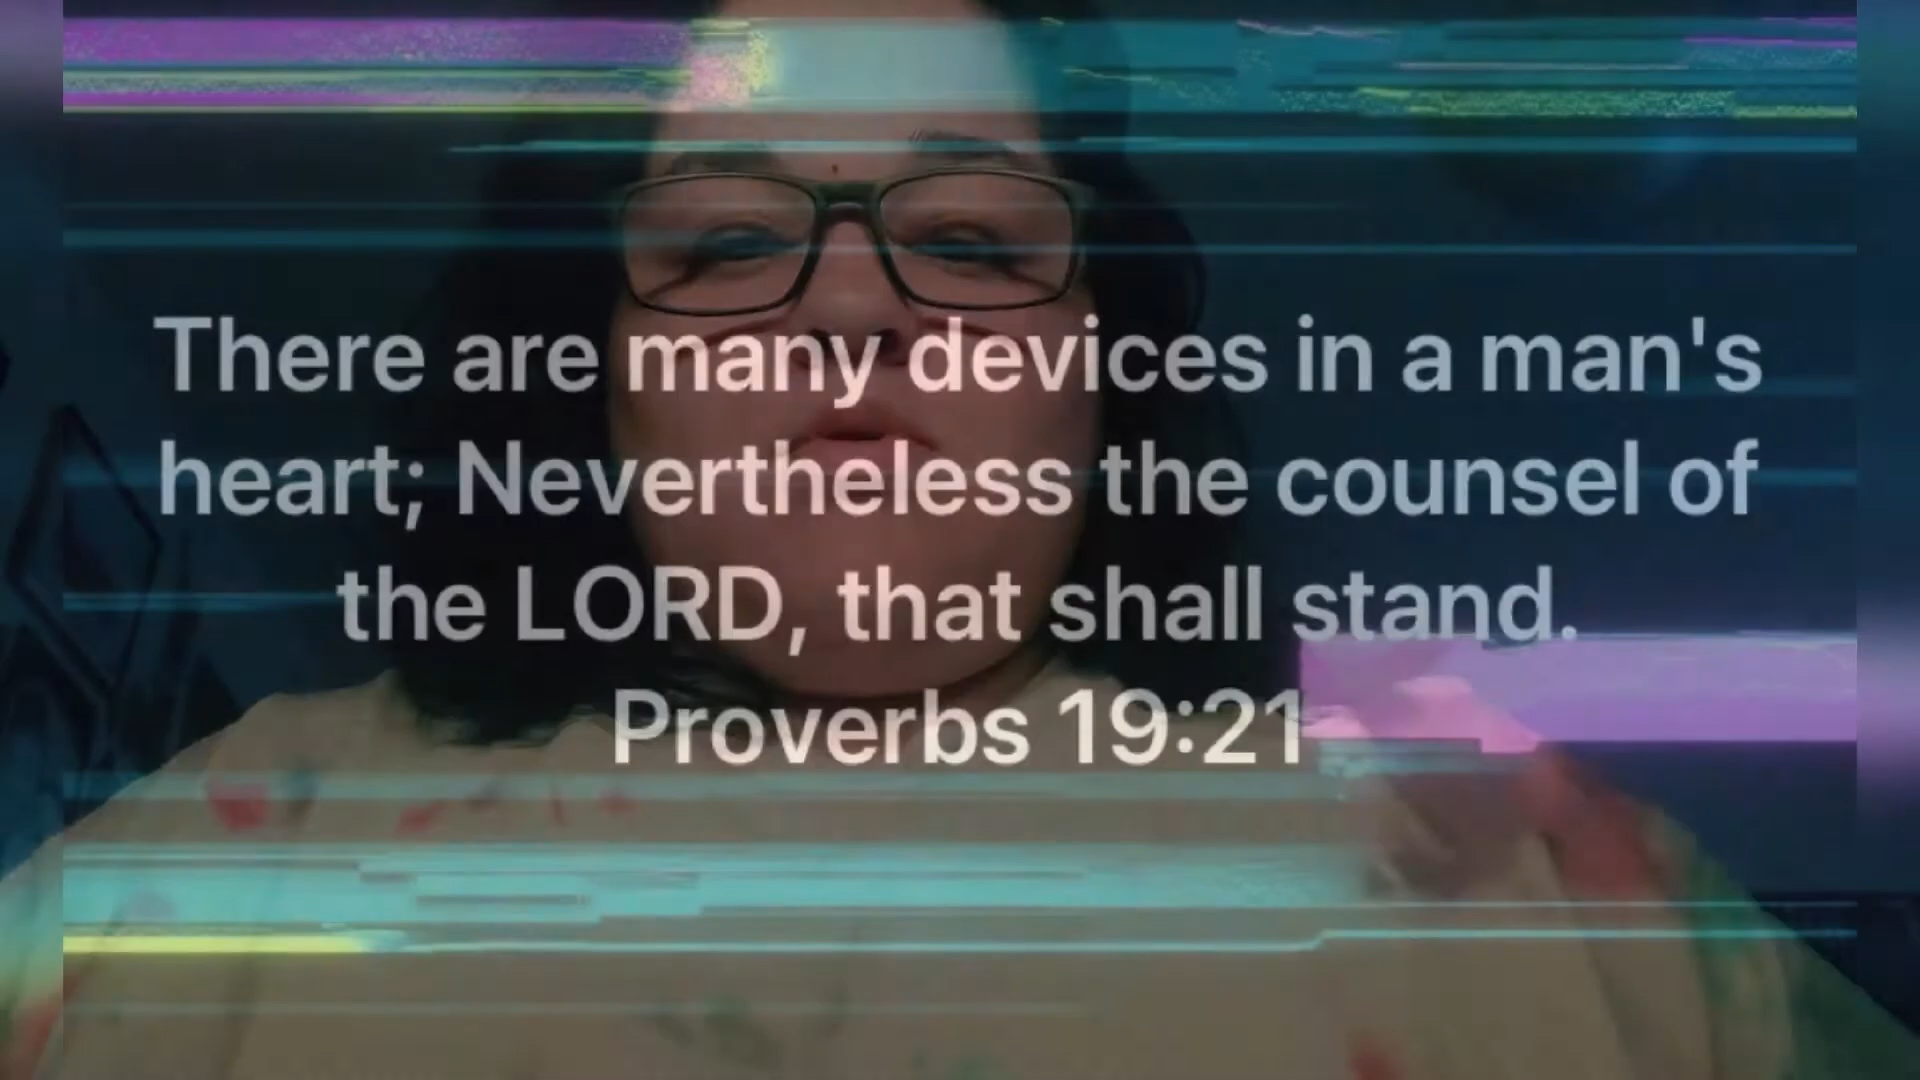 There are many devices in a man's
heart; Nevertheless the counsel of
the LORD, that shall stand.
Proverbs 19:21